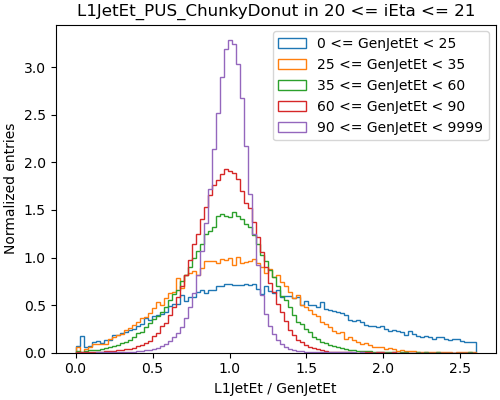 L1JetEt_PUS_ChunkyDonut in 20 <= iEta <= 21
0 <= GenJetEt < 25
25 <= GenJetEt < 35
35 <= GenJetEt < 60
60 <= GenJetEt < 90
90 <= GenJetEt < 9999
Normalized entries
3.0
2.5
2.0
1.5
1.0
0.5
0.0
0.0 0.5 1.0 1.5 2.0 2.5
L1JetEt / GenJetEt